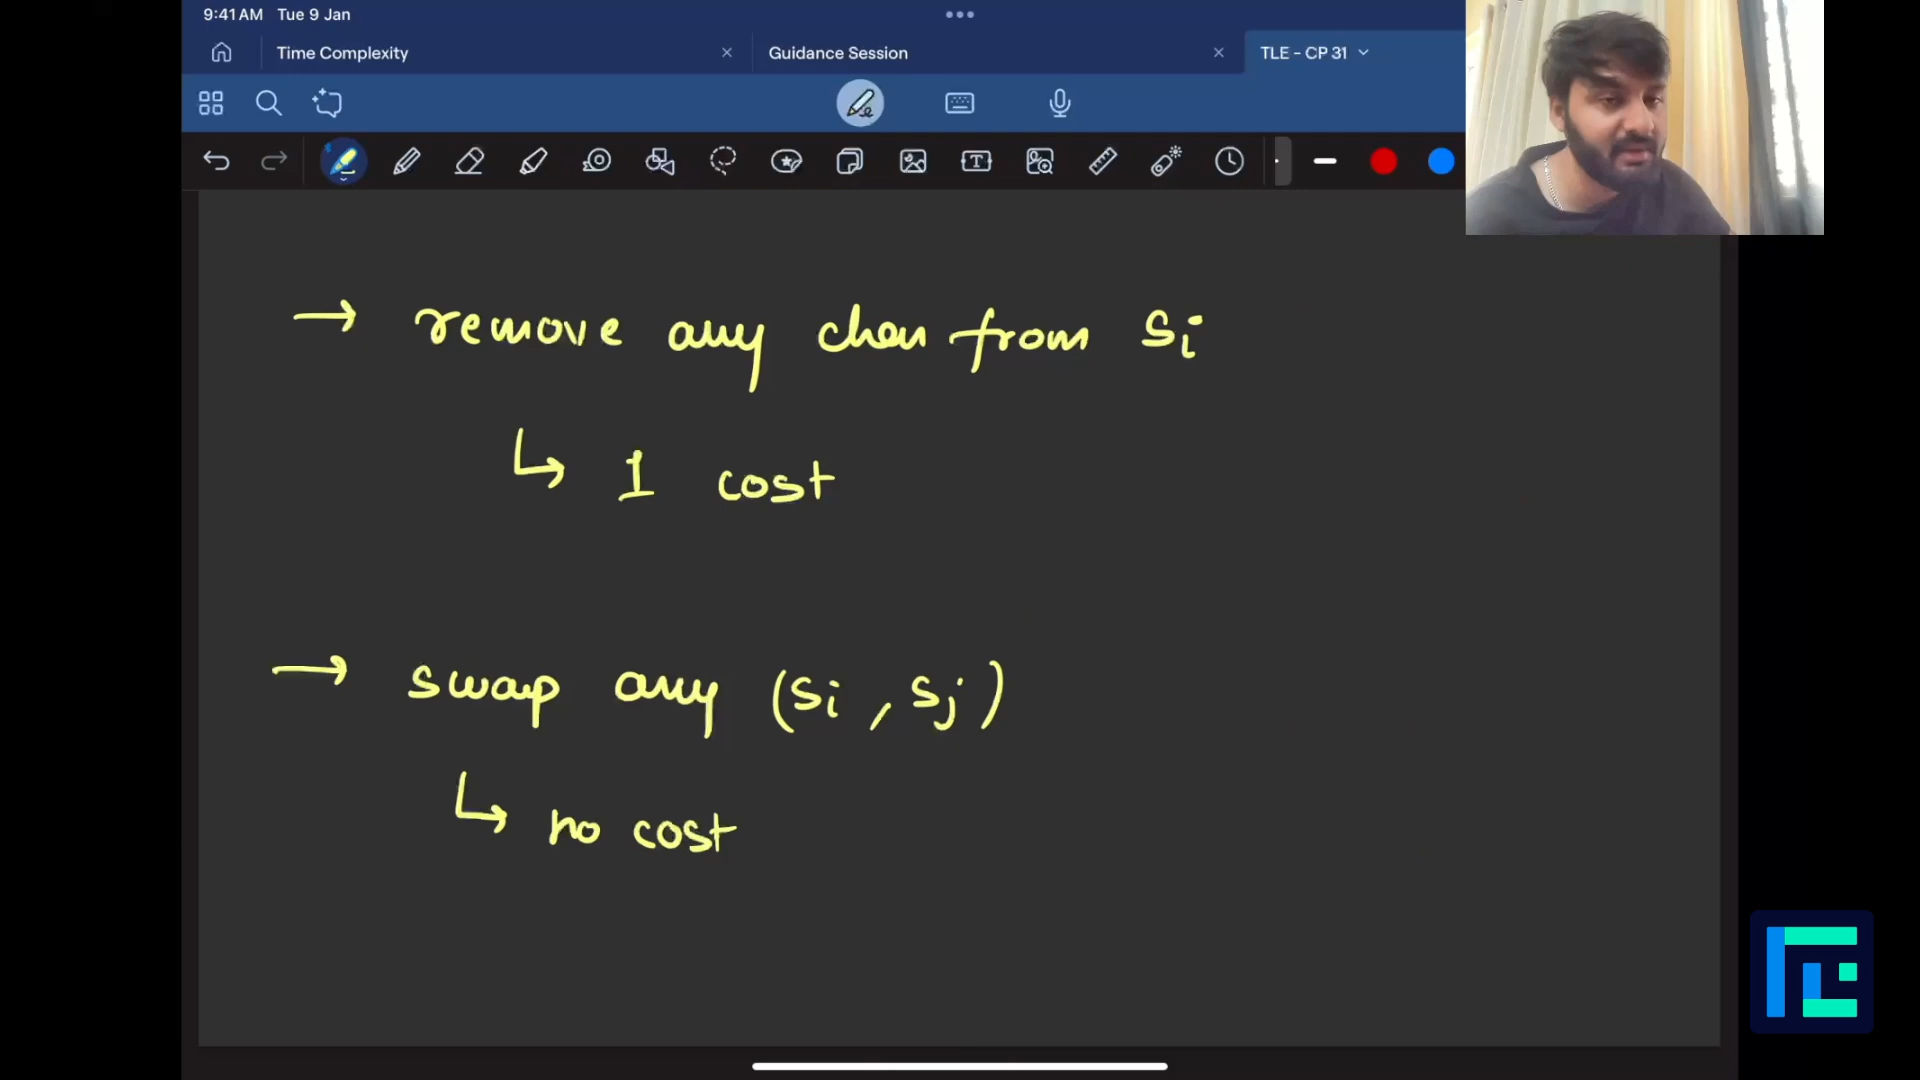 9:41 AM Tue 9 Jan
Time Complexity
Guidance Session
TLE - CP 31
→ remove any char from Si
↳ 1 cost
→ swap any (Si, Sj)
↳ no cost